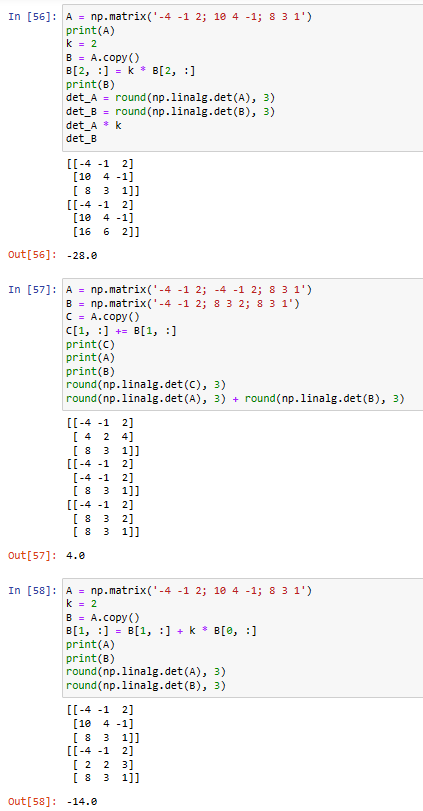 In [56]: A = np.matrix('-4 -1 2; 10 4 -1; 8 3 1')
print(A)
k = 2
B = A.copy()
B[2, :] = k * B[2, :]
print(B)
det_A = round(np.linalg.det(A), 3)
det_B = round(np.linalg.det(B), 3)
det_A * k
det_B
[[-4 -1 2]
[10 4 -1]
[ 8 3 1]]
[[-4 -1 2]
[10 4 -1]
[16 6 2]]
Out[56]: -28.0
In [57]: A = np.matrix('-4 -1 2; -4 -1 2; 8 3 1')
B = np.matrix('-4 -1 2; 8 3 2; 8 3 1')
C = A.copy()
C[1, :] += B[1, :]
print(C)
print(A)
print(B)
round(np.linalg.det(C), 3)
round(np.linalg.det(A), 3) + round(np.linalg.det(B), 3)
[[-4 -1 2]
[ 4 2 4]
[ 8 3 1]]
[[-4 -1 2]
[-4 -1 2]
[ 8 3 1]]
[[-4 -1 2]
[ 8 3 2]
[ 8 3 1]]
Out[57]: 4.0
In [58]: A = np.matrix('-4 -1 2; 10 4 -1; 8 3 1')
k = 2
B = A.copy()
B[1, :] = B[1, :] + k * B[0, :]
print(A)
print(B)
round(np.linalg.det(A), 3)
round(np.linalg.det(B), 3)
[[-4 -1 2]
[10 4 -1]
[ 8 3 1]]
[[-4 -1 2]
[ 2 2 3]
[ 8 3 1]]
Out[58]: -14.0